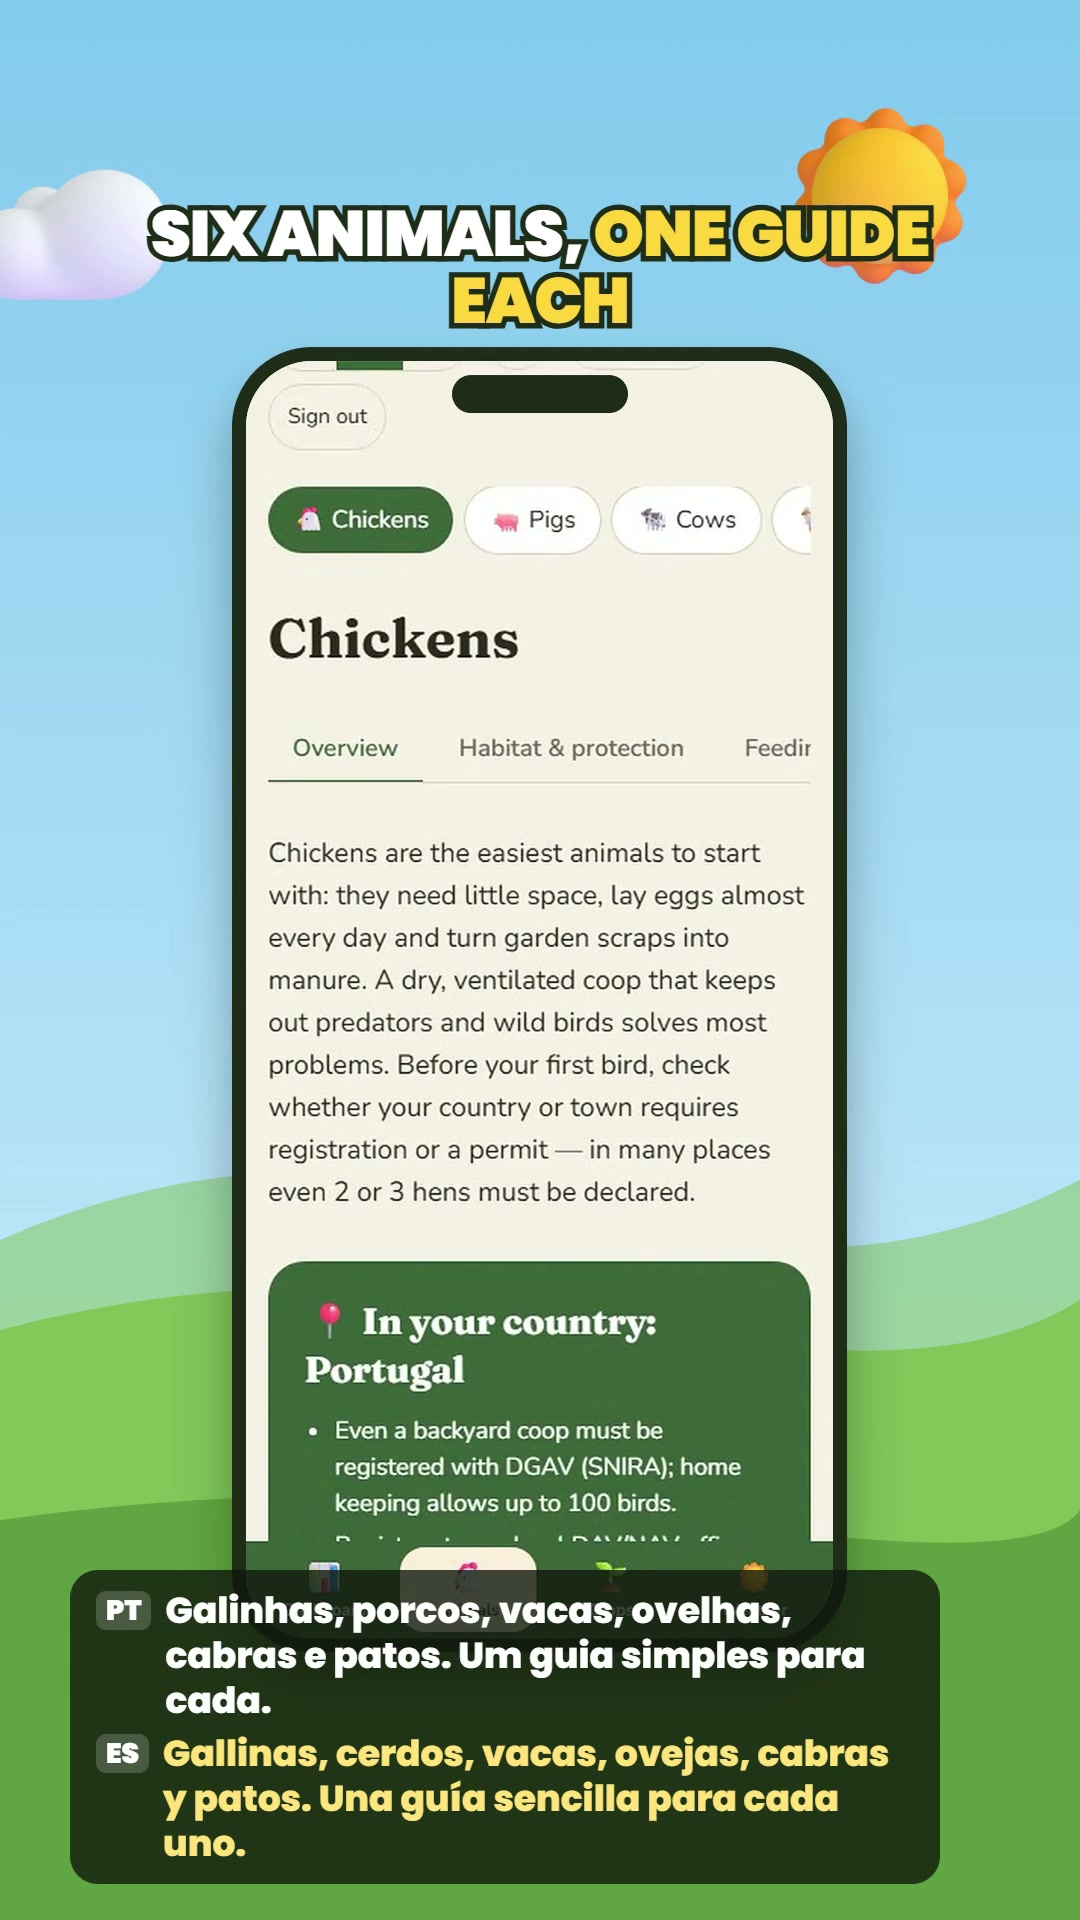 SIX ANIMALS, ONE GUIDE
EACH
Sign out
Chickens
Pigs
Cows
Chickens
Overview
Habitat & protection
Feedin
Chickens are the easiest animals to start
with: they need little space, lay eggs almost
every day and turn garden scraps into
manure. A dry, ventilated coop that keeps
out predators and wild birds solves most
problems. Before your first bird, check
whether your country or town requires
registration or a permit — in many places
even 2 or 3 hens must be declared.
In your country:
Portugal
• Even a backyard coop must be
registered with DGAV (SNIRA); home
keeping allows up to 100 birds.
PT Galinhas, porcos, vacas, ovelhas,
cabras e patos. Um guia simples para
cada.
ES Gallinas, cerdos, vacas, ovejas, cabras
y patos. Una guía sencilla para cada
uno.